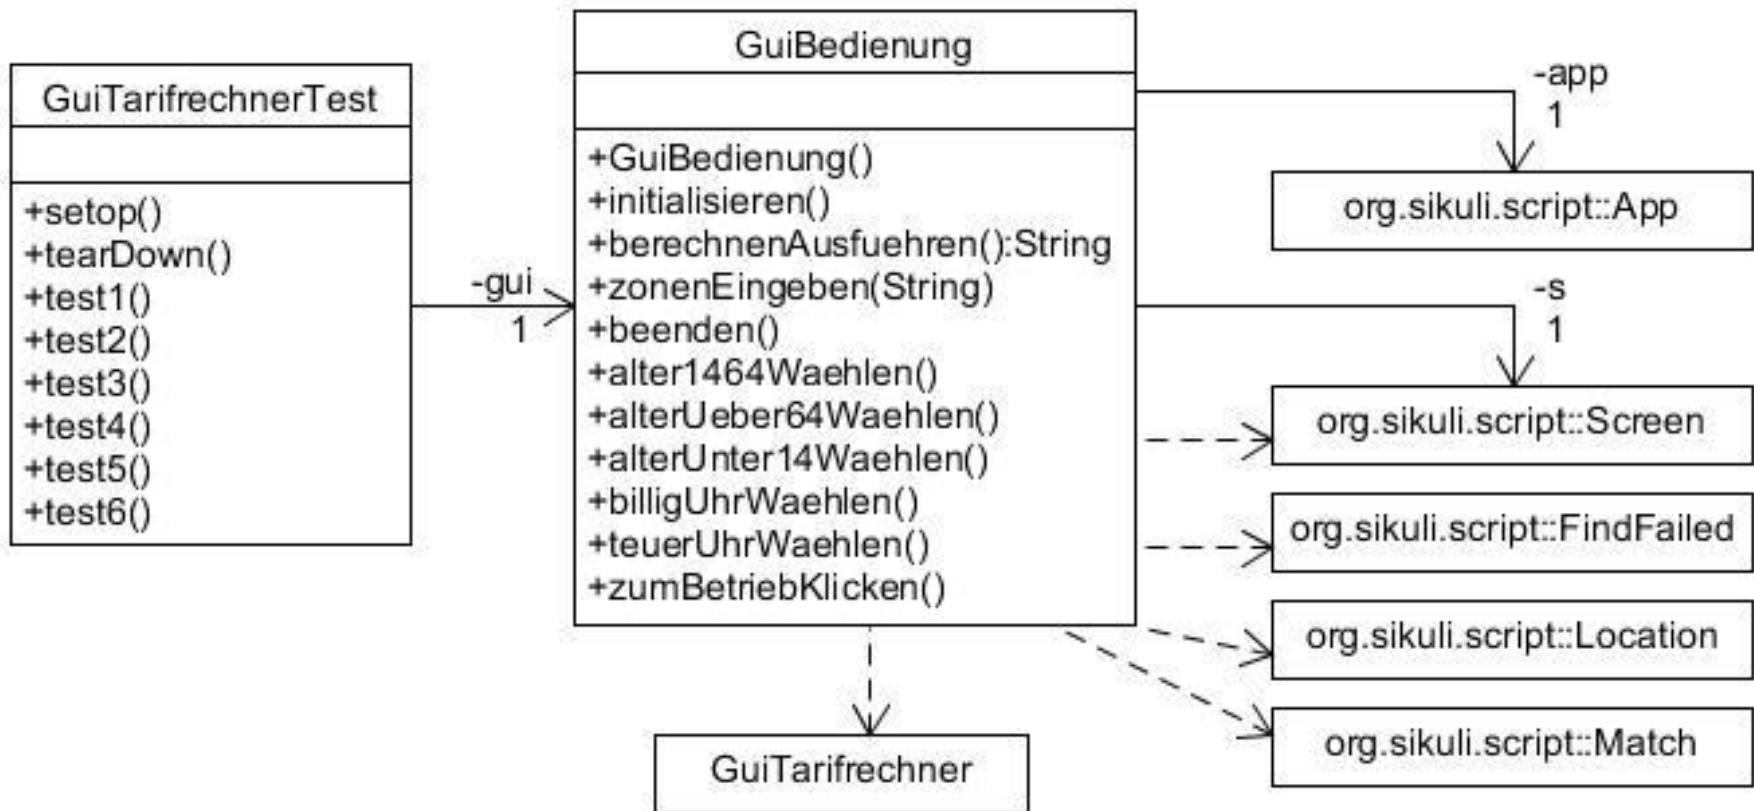 GuiTarifrechnerTest
+setop()
+tearDown()
+test1()
+test2()
+test3()
+test4()
+test5()
+test6()
-gui
1
GuiBedienung
+GuiBedienung()
+initialisieren()
+berechnenAusfuehren():String
+zonenEingeben(String)
+beenden()
+alter1464Waehlen()
+alterUeber64Waehlen()
+alterUnter14Waehlen()
+billigUhrWaehlen()
+teuerUhrWaehlen()
+zumBetriebKlicken()
-app
1
org.sikuli.script::App
-s
1
org.sikuli.script::Screen
org.sikuli.script::FindFailed
org.sikuli.script::Location
org.sikuli.script::Match
GuiTarifrechner